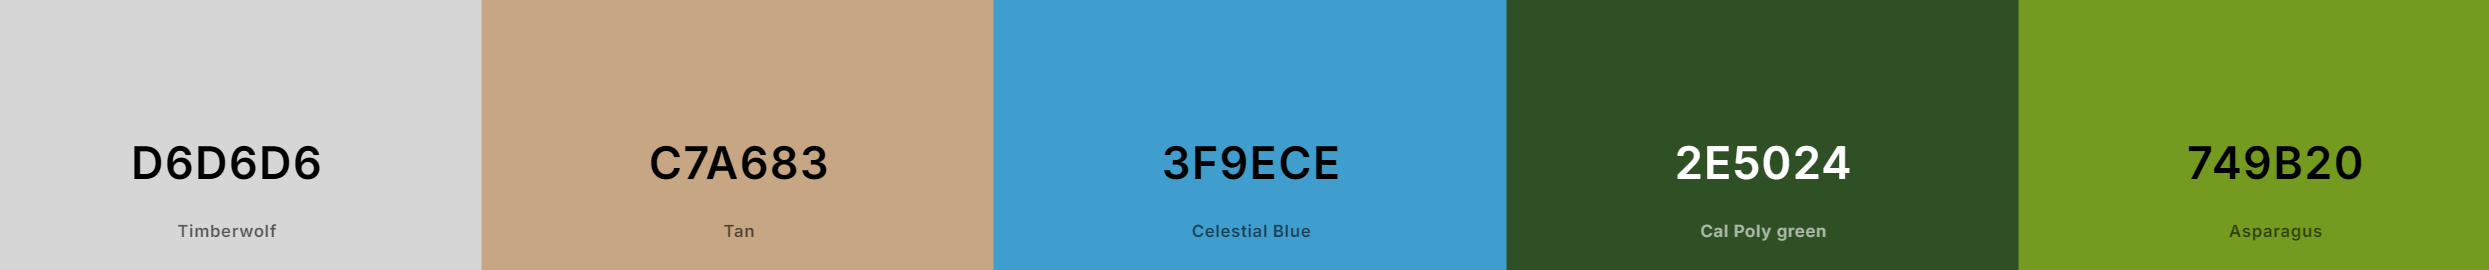 D6D6D6
Timberwolf
C7A683
Tan
3F9ECE
Celestial Blue
2E5024
Cal Poly green
749B20
Asparagus